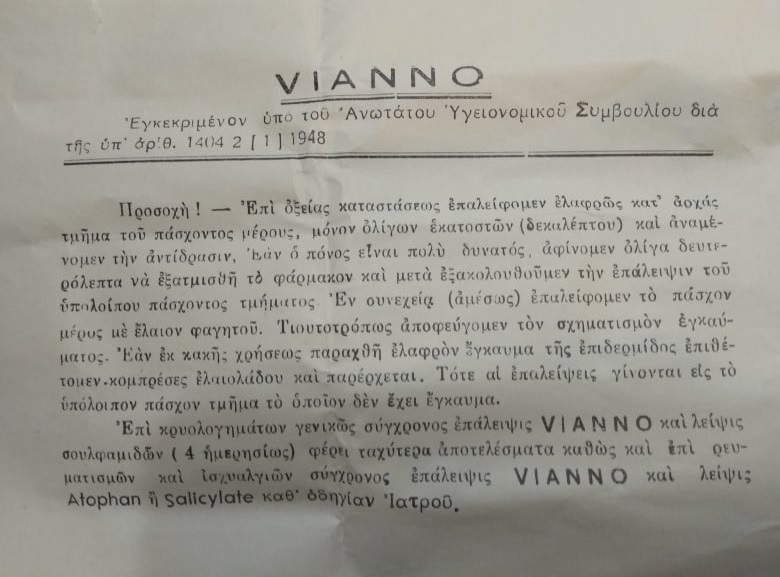 VIANNO
Ἐγκεκριμένον ὑπὸ τοῦ Ἀνωτάτου Ὑγειονομικοῦ Συμβουλίου διὰ
τῆς ὑπ' ἀρίθ. 1404 2 [1] 1948
Προσοχὴ! — Ἐπὶ ὀξείας καταστάσεως ἐπαλείφομεν ἐλαφρῶς κατ' ἀρχάς
τμῆμα τοῦ πάσχοντος μέρους, μόνον ὀλίγων ἑκατοστῶν (δεκαλέπτου) καὶ ἀναμέ-
νομεν τὴν ἀντίδρασιν. Ἐὰν ὁ πόνος εἶναι πολὺ δυνατός, ἀφίνομεν ὀλίγα δευτε-
ρόλεπτα νὰ ἐξατμισθῆ τὸ φάρμακον καὶ μετὰ ἐξακολουθοῦμεν τὴν ἐπάλειψιν τοῦ
ὑπολοίπου πάσχοντος τμήματος. Ἐν συνεχείᾳ (ἀμέσως) ἐπαλείφομεν τὸ πάσχον
μέρος μὲ ἔλαιον φαγητοῦ. Τιουτοτρόπως ἀποφεύγομεν τὸν σχηματισμὸν ἐγκαύ-
ματος. Ἐὰν ἐκ κακῆς χρήσεως παραχθῆ ἐλαφρὸν ἔγκαυμα τῆς ἐπιδερμίδος ἐπιθέ-
τομεν κομπρέσες ἐλαιολάδου καὶ παρέρχεται. Τότε αἱ ἐπαλείψεις γίνονται εἰς τὸ
ὑπόλοιπον πάσχον τμῆμα τὸ ὁποῖον δὲν ἔχει ἔγκαυμα.
Ἐπὶ κρυολογημάτων γενικῶς σύγχρονος ἐπάλειψις VIANNO καὶ λεῖψις
σουλφαμιδῶν (4 ἡμερησίως) φέρει ταχύτερα ἀποτελέσματα καθὼς καὶ ἐπὶ ρευ-
ματισμῶν καὶ ἰσχυαλγιῶν σύγχρονος ἐπάλειψις VIANNO καὶ λεῖψις
Atophan ἢ Salicylate καθ' ὁδηγίαν Ἰατροῦ.